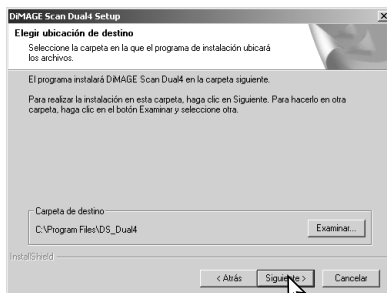 DiMAGE Scan Dual4 Setup
Elegir ubicación de destino
Seleccione la carpeta en la que el programa de instalación ubicará
los archivos.
El programa instalará DiMAGE Scan Dual4 en la carpeta siguiente.
Para realizar la instalación en esta carpeta, haga clic en Siguiente. Para hacerlo en otra
carpeta, haga clic en el botón Examinar y seleccione otra.
Carpeta de destino
C:\Program Files\DS_Dual4
Examinar...
InstallShield
< Atrás
Siguiente >
Cancelar